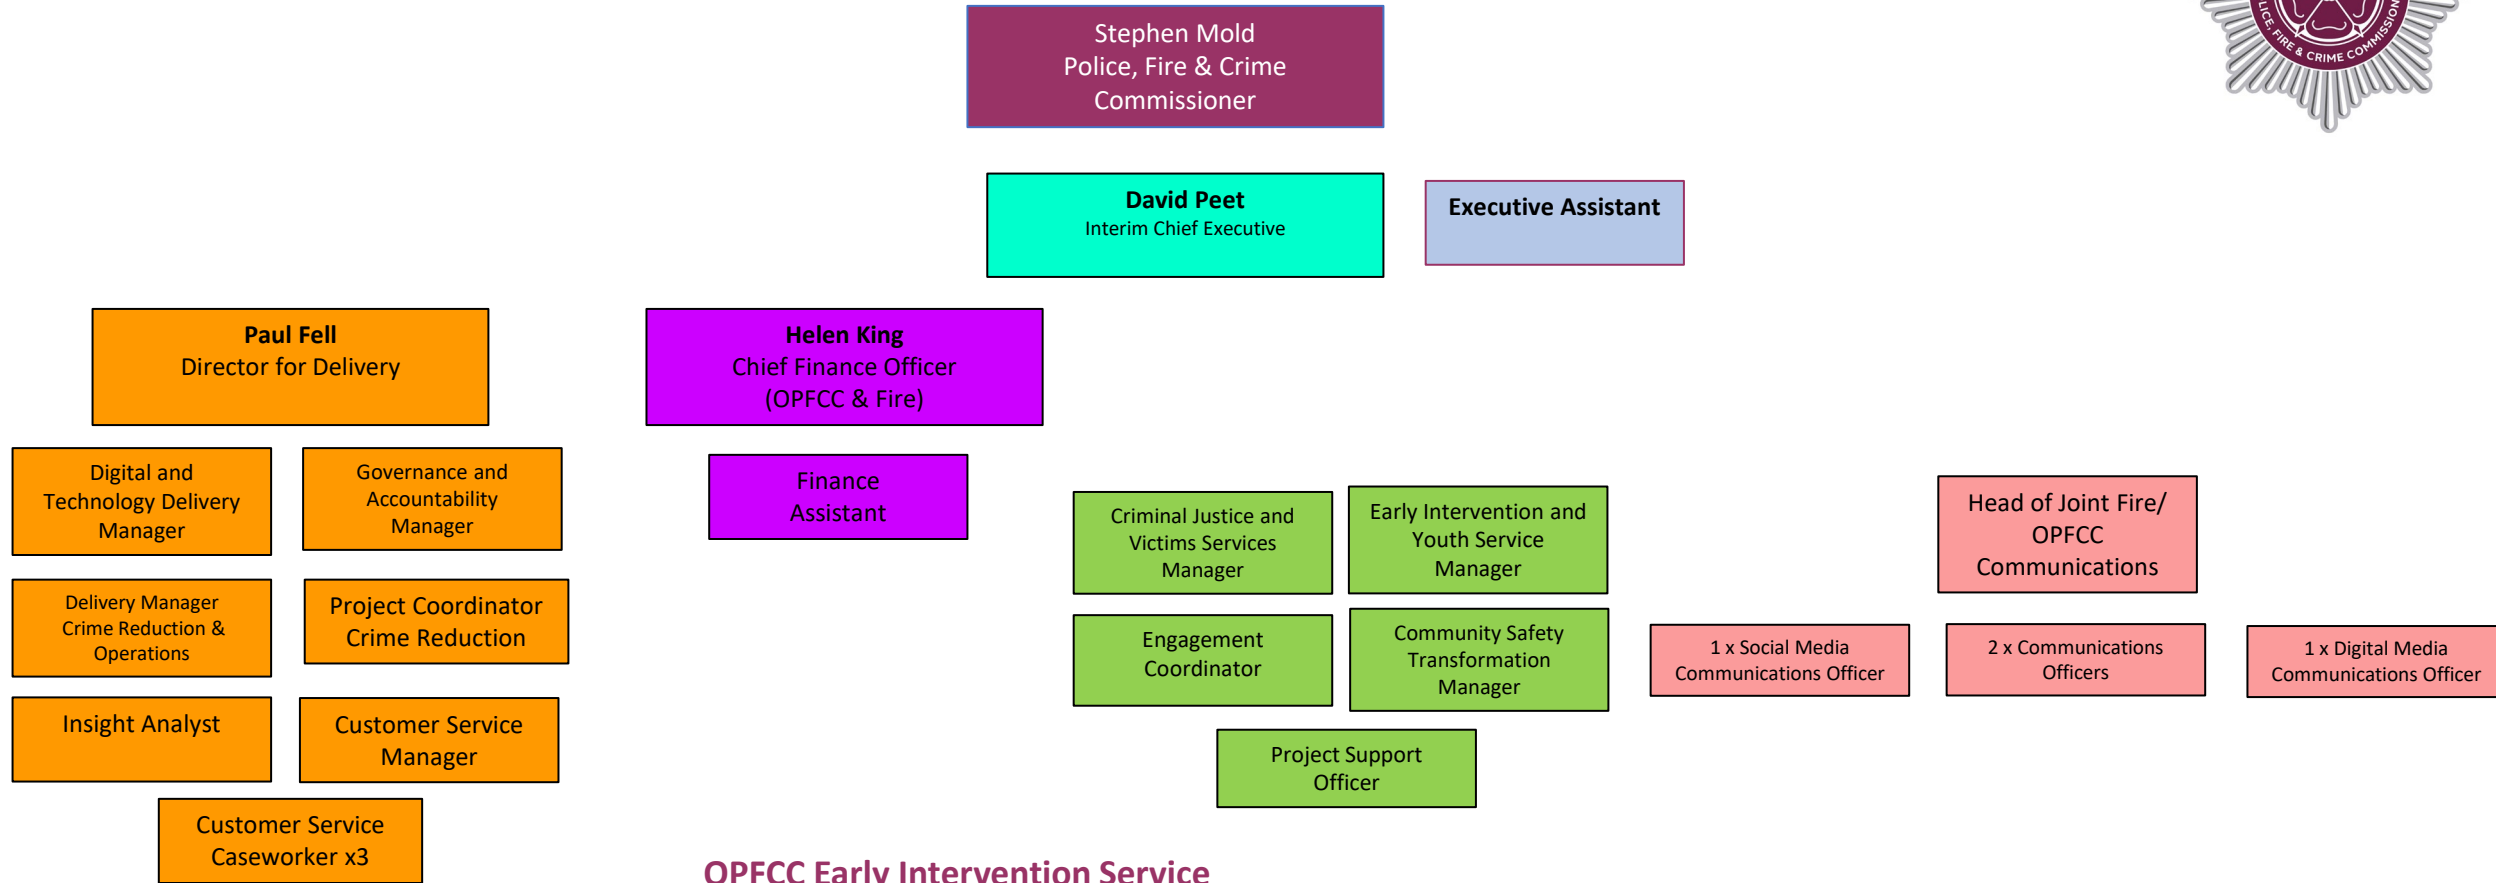 LICE, FIRE & CRIME COMMISSION
Stephen Mold
Police, Fire & Crime
Commissioner
David Peet
Interim Chief Executive
Executive Assistant
Paul Fell
Director for Delivery
Helen King
Chief Finance Officer
(OPFCC & Fire)
Digital and
Technology Delivery
Manager
Governance and
Accountability
Manager
Finance
Assistant
Criminal Justice and
Victims Services
Manager
Early Intervention and
Youth Service
Manager
Head of Joint Fire/
OPFCC
Communications
Delivery Manager
Crime Reduction &
Operations
Project Coordinator
Crime Reduction
Engagement
Coordinator
Community Safety
Transformation
Manager
1 x Social Media
Communications Officer
2 x Communications
Officers
1 x Digital Media
Communications Officer
Insight Analyst
Customer Service
Manager
Project Support
Officer
Customer Service
Caseworker x3
OPFCC Early Intervention Service